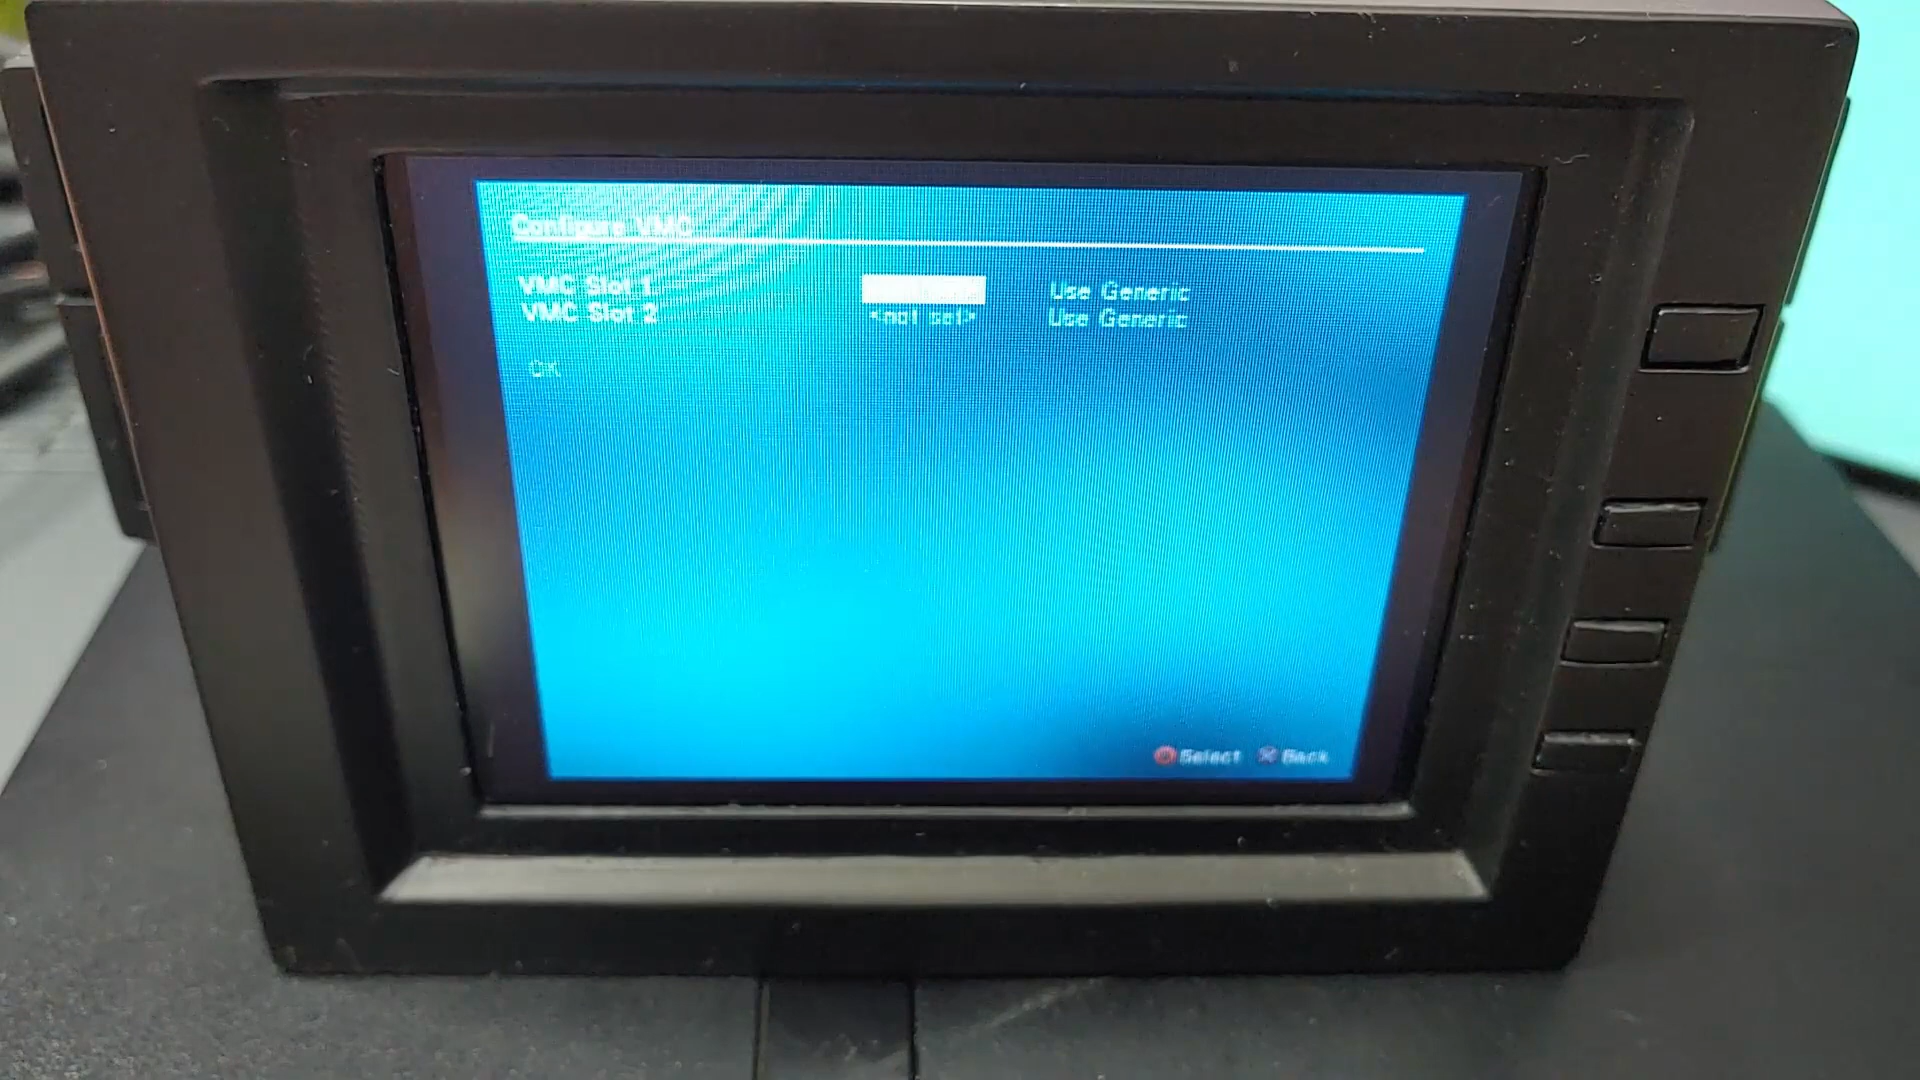 Configure VMC
VMC Slot 1 Use Generic
VMC Slot 2 <not set> Use Generic
OK
Select Back